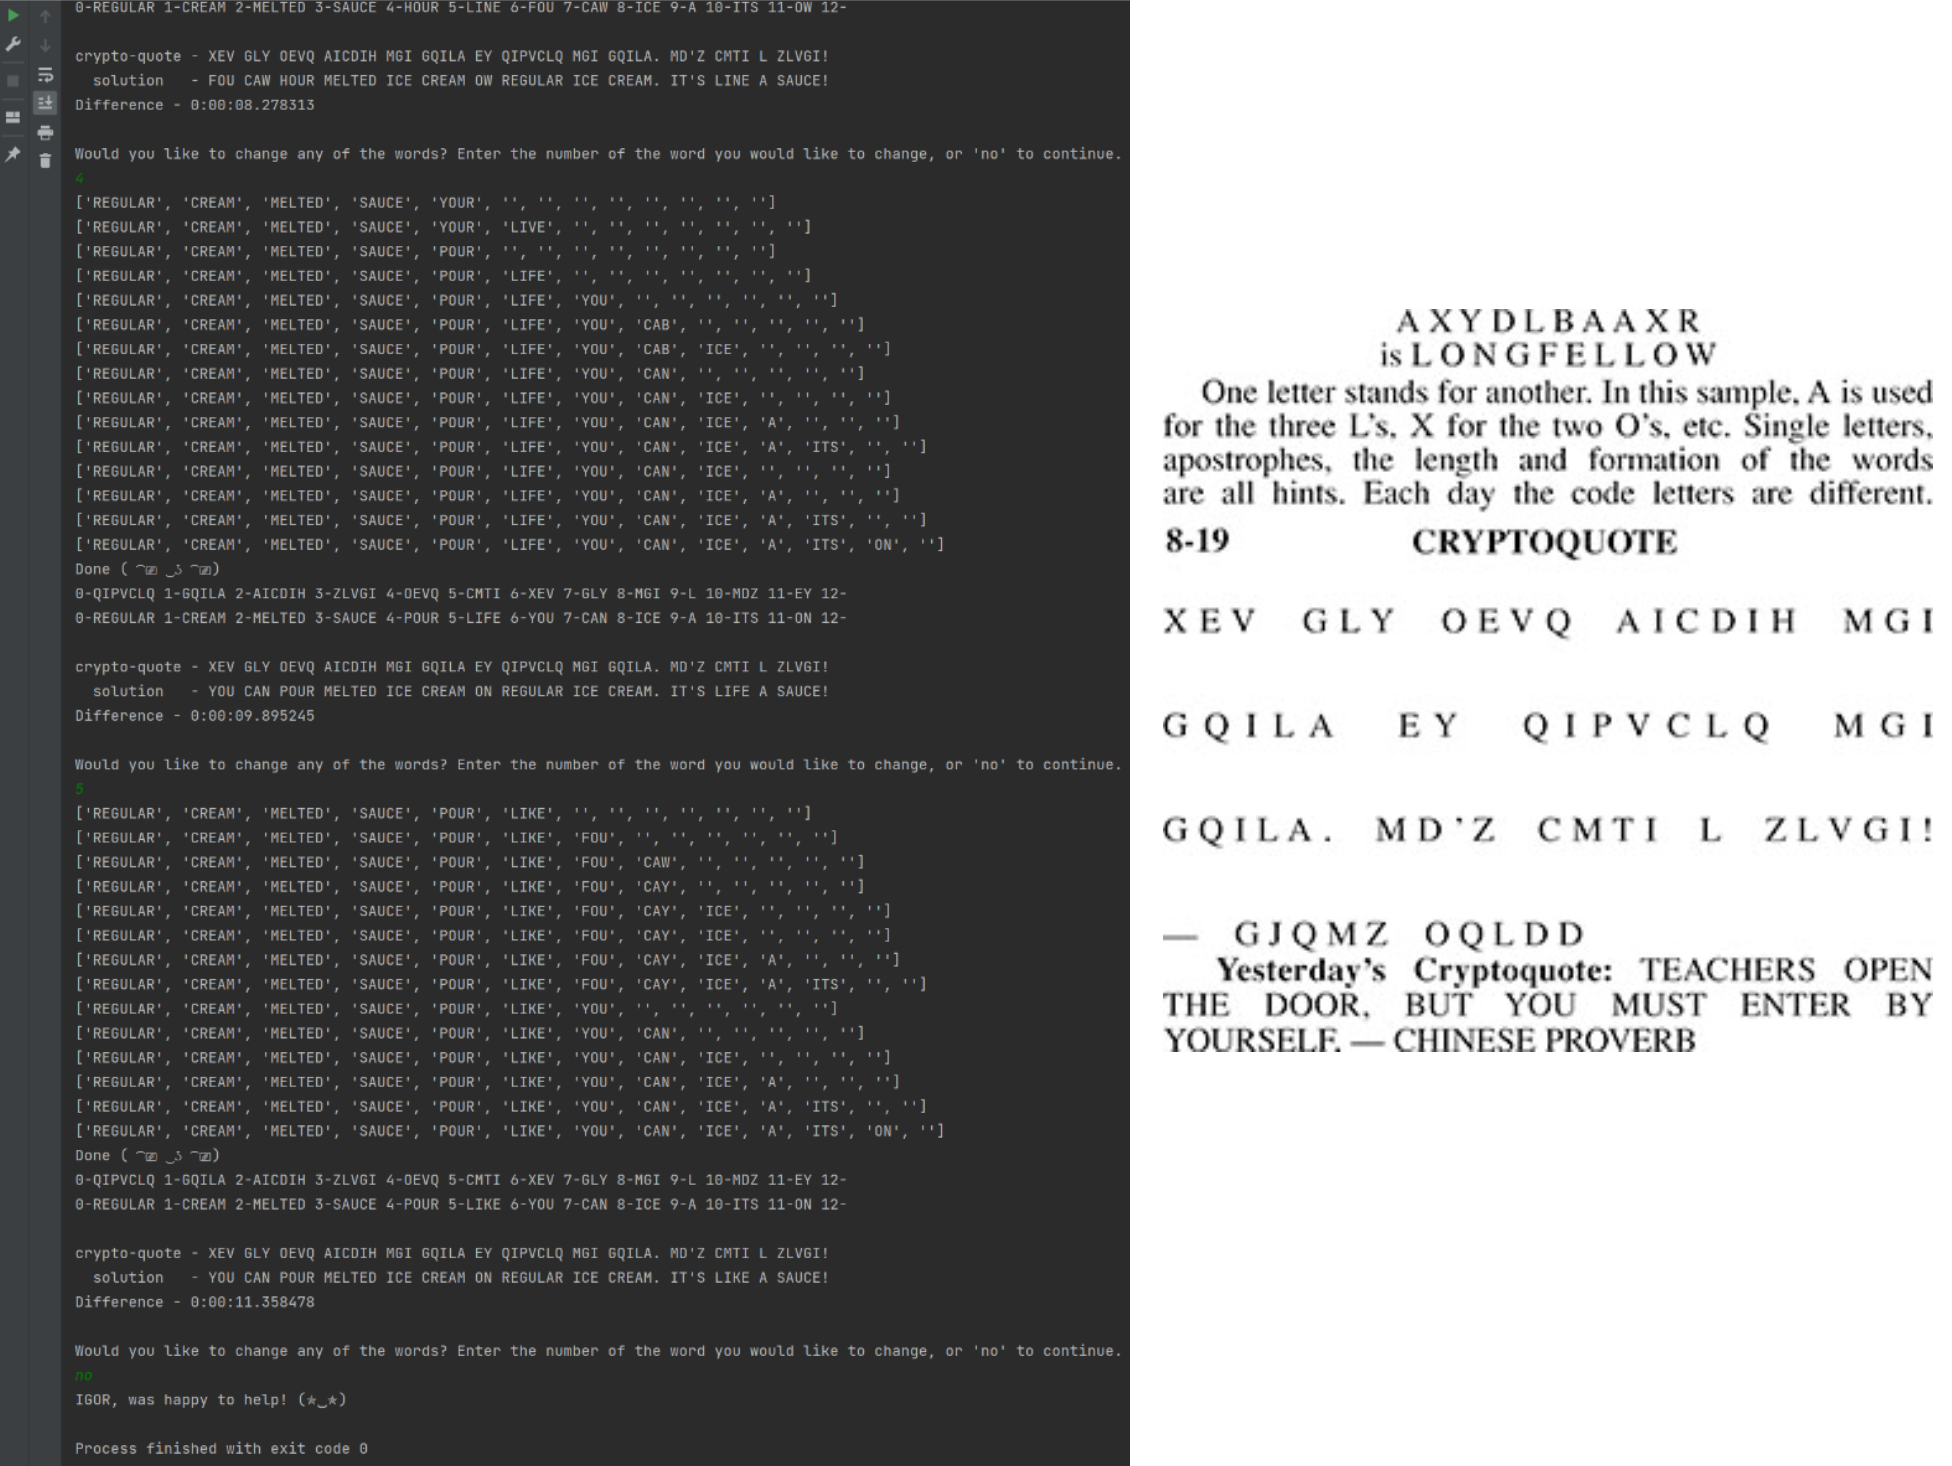 0-REGULAR 1-CREAM 2-MELTED 3-SAUCE 4-HOUR 5-LINE 6-FOU 7-CAW 8-ICE 9-A 10-ITS 11-OW 12-
crypto-quote - XEV GLY OEVQ AICDIH MGI GQILA EY QIPVCLQ MGI GQILA. MD'Z CMTI L ZLVGI!
solution - FOU CAW HOUR MELTED ICE CREAM OW REGULAR ICE CREAM. IT'S LINE A SAUCE!
Difference - 0:00:08.278313
Would you like to change any of the words? Enter the number of the word you would like to change, or 'no' to continue.
4
['REGULAR', 'CREAM', 'MELTED', 'SAUCE', 'YOUR', '', '', '', '', '', '', '', '']
['REGULAR', 'CREAM', 'MELTED', 'SAUCE', 'YOUR', 'LIVE', '', '', '', '', '', '', '']
['REGULAR', 'CREAM', 'MELTED', 'SAUCE', 'POUR', '', '', '', '', '', '', '', '']
['REGULAR', 'CREAM', 'MELTED', 'SAUCE', 'POUR', 'LIFE', '', '', '', '', '', '', '']
['REGULAR', 'CREAM', 'MELTED', 'SAUCE', 'POUR', 'LIFE', 'YOU', '', '', '', '', '', '']
['REGULAR', 'CREAM', 'MELTED', 'SAUCE', 'POUR', 'LIFE', 'YOU', 'CAB', '', '', '', '', '']
['REGULAR', 'CREAM', 'MELTED', 'SAUCE', 'POUR', 'LIFE', 'YOU', 'CAB', 'ICE', '', '', '', '']
['REGULAR', 'CREAM', 'MELTED', 'SAUCE', 'POUR', 'LIFE', 'YOU', 'CAN', '', '', '', '', '']
['REGULAR', 'CREAM', 'MELTED', 'SAUCE', 'POUR', 'LIFE', 'YOU', 'CAN', 'ICE', '', '', '', '']
['REGULAR', 'CREAM', 'MELTED', 'SAUCE', 'POUR', 'LIFE', 'YOU', 'CAN', 'ICE', 'A', '', '', '']
['REGULAR', 'CREAM', 'MELTED', 'SAUCE', 'POUR', 'LIFE', 'YOU', 'CAN', 'ICE', 'A', 'ITS', '', '']
['REGULAR', 'CREAM', 'MELTED', 'SAUCE', 'POUR', 'LIFE', 'YOU', 'CAN', 'ICE', '', '', '', '']
['REGULAR', 'CREAM', 'MELTED', 'SAUCE', 'POUR', 'LIFE', 'YOU', 'CAN', 'ICE', 'A', '', '', '']
['REGULAR', 'CREAM', 'MELTED', 'SAUCE', 'POUR', 'LIFE', 'YOU', 'CAN', 'ICE', 'A', 'ITS', '', '']
['REGULAR', 'CREAM', 'MELTED', 'SAUCE', 'POUR', 'LIFE', 'YOU', 'CAN', 'ICE', 'A', 'ITS', 'ON', '']
Done
0-QIPVCLQ 1-GQILA 2-AICDIH 3-ZLVGI 4-OEVQ 5-CMTI 6-XEV 7-GLY 8-MGI 9-L 10-MDZ 11-EY 12-
0-REGULAR 1-CREAM 2-MELTED 3-SAUCE 4-POUR 5-LIFE 6-YOU 7-CAN 8-ICE 9-A 10-ITS 11-ON 12-
crypto-quote - XEV GLY OEVQ AICDIH MGI GQILA EY QIPVCLQ MGI GQILA. MD'Z CMTI L ZLVGI!
solution - YOU CAN POUR MELTED ICE CREAM ON REGULAR ICE CREAM. IT'S LIFE A SAUCE!
Difference - 0:00:09.895245
Would you like to change any of the words? Enter the number of the word you would like to change, or 'no' to continue.
5
['REGULAR', 'CREAM', 'MELTED', 'SAUCE', 'POUR', 'LIKE', '', '', '', '', '', '', '']
['REGULAR', 'CREAM', 'MELTED', 'SAUCE', 'POUR', 'LIKE', 'FOU', '', '', '', '', '', '']
['REGULAR', 'CREAM', 'MELTED', 'SAUCE', 'POUR', 'LIKE', 'FOU', 'CAW', '', '', '', '', '']
['REGULAR', 'CREAM', 'MELTED', 'SAUCE', 'POUR', 'LIKE', 'FOU', 'CAY', '', '', '', '', '']
['REGULAR', 'CREAM', 'MELTED', 'SAUCE', 'POUR', 'LIKE', 'FOU', 'CAY', 'ICE', '', '', '', '']
['REGULAR', 'CREAM', 'MELTED', 'SAUCE', 'POUR', 'LIKE', 'FOU', 'CAY', 'ICE', '', '', '', '']
['REGULAR', 'CREAM', 'MELTED', 'SAUCE', 'POUR', 'LIKE', 'FOU', 'CAY', 'ICE', 'A', '', '', '']
['REGULAR', 'CREAM', 'MELTED', 'SAUCE', 'POUR', 'LIKE', 'FOU', 'CAY', 'ICE', 'A', 'ITS', '', '']
['REGULAR', 'CREAM', 'MELTED', 'SAUCE', 'POUR', 'LIKE', 'YOU', '', '', '', '', '', '']
['REGULAR', 'CREAM', 'MELTED', 'SAUCE', 'POUR', 'LIKE', 'YOU', 'CAN', '', '', '', '', '']
['REGULAR', 'CREAM', 'MELTED', 'SAUCE', 'POUR', 'LIKE', 'YOU', 'CAN', 'ICE', '', '', '', '']
['REGULAR', 'CREAM', 'MELTED', 'SAUCE', 'POUR', 'LIKE', 'YOU', 'CAN', 'ICE', 'A', '', '', '']
['REGULAR', 'CREAM', 'MELTED', 'SAUCE', 'POUR', 'LIKE', 'YOU', 'CAN', 'ICE', 'A', 'ITS', '', '']
['REGULAR', 'CREAM', 'MELTED', 'SAUCE', 'POUR', 'LIKE', 'YOU', 'CAN', 'ICE', 'A', 'ITS', 'ON', '']
Done
0-QIPVCLQ 1-GQILA 2-AICDIH 3-ZLVGI 4-OEVQ 5-CMTI 6-XEV 7-GLY 8-MGI 9-L 10-MDZ 11-EY 12-
0-REGULAR 1-CREAM 2-MELTED 3-SAUCE 4-POUR 5-LIKE 6-YOU 7-CAN 8-ICE 9-A 10-ITS 11-ON 12-
crypto-quote - XEV GLY OEVQ AICDIH MGI GQILA EY QIPVCLQ MGI GQILA. MD'Z CMTI L ZLVGI!
solution - YOU CAN POUR MELTED ICE CREAM ON REGULAR ICE CREAM. IT'S LIKE A SAUCE!
Difference - 0:00:11.358478
Would you like to change any of the words? Enter the number of the word you would like to change, or 'no' to continue.
no
IGOR, was happy to help! (★‿★)
Process finished with exit code 0
AXYDLBAAXR
is LONGFELLOW
One letter stands for another. In this sample, A is used
for the three L's, X for the two O's, etc. Single letters,
apostrophes, the length and formation of the words
are all hints. Each day the code letters are different.
8-19 CRYPTOQUOTE
XEV GLY OEVQ AICDIH MGI
GQILA EY QIPVCLQ MGI
GQILA. MD'Z CMTI L ZLVGI!
— GJQMZ OQLDD
Yesterday's Cryptoquote: TEACHERS OPEN
THE DOOR, BUT YOU MUST ENTER BY
YOURSELF. — CHINESE PROVERB